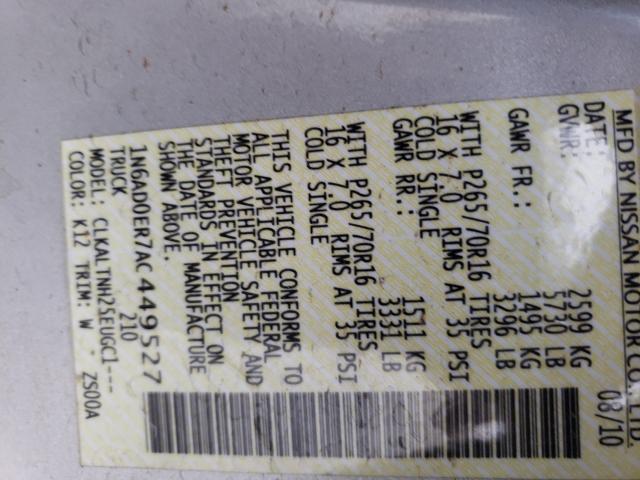 MFD BY NISSAN MOTOR CO., LTD.
DATE: 08/10
GVWR: 2599 KG
5730 LB
GAWR FR.: 1495 KG
3296 LB
WITH P265/70R16 TIRES
16 X 7.0 RIMS AT 35 PSI
COLD SINGLE
GAWR RR.: 1511 KG
3331 LB
WITH P265/70R16 TIRES
16 X 7.0 RIMS AT 35 PSI
COLD SINGLE
THIS VEHICLE CONFORMS TO
ALL APPLICABLE FEDERAL
MOTOR VEHICLE SAFETY AND
THEFT PREVENTION
STANDARDS IN EFFECT ON
THE DATE OF MANUFACTURE
SHOWN ABOVE.
1N6AD0ER7AC449527
TRUCK 210
MODEL: CLKALTNH25EUGC1---
COLOR: K12 TRIM: W - ZS00A